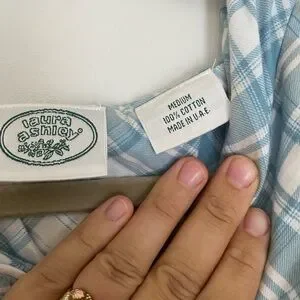 laura
ashley
MEDIUM
100% COTTON
MADE IN U.A.E.